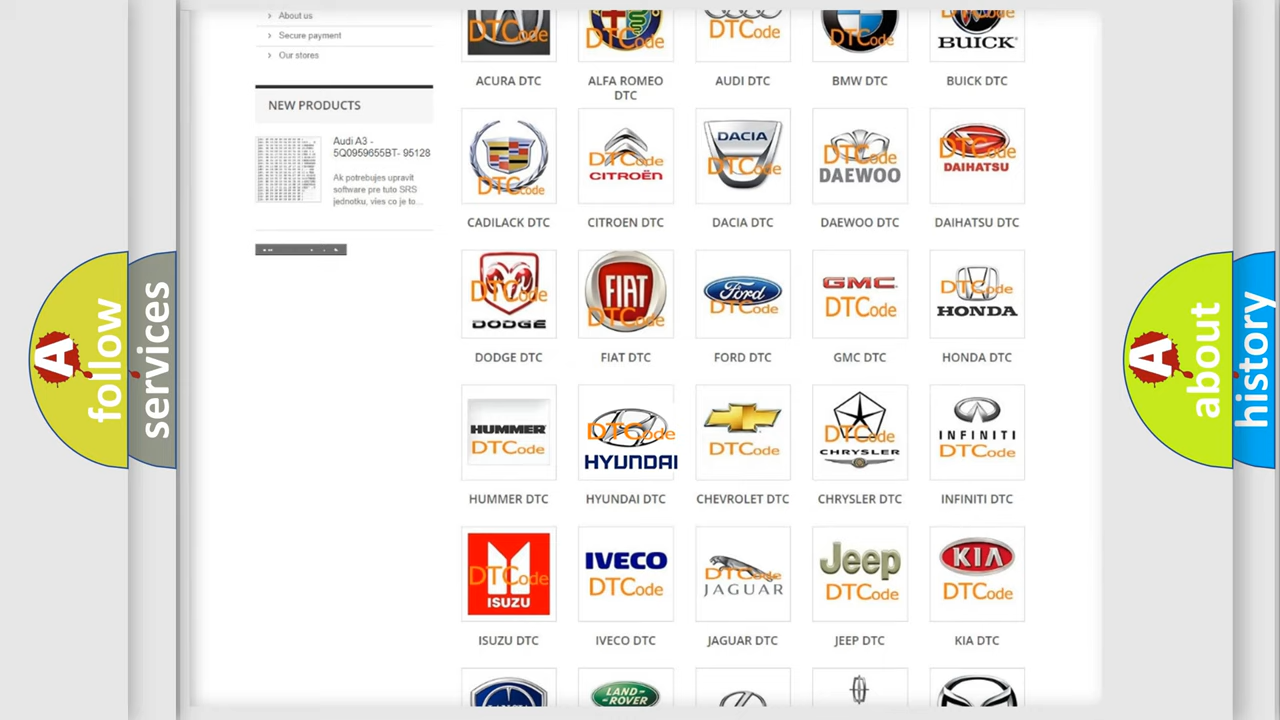 About us
Secure payment
Our stores
NEW PRODUCTS
Audi A3 -
5Q0959655BT- 95128
Ak potrebujes upravit
software pre tuto SRS
jednotku, vies co je to...
DTCode
DTCode
DTCode
DTCode
BUICK
ACURA DTC
ALFA ROMEO
DTC
AUDI DTC
BMW DTC
BUICK DTC
DTCode
DTCode
CITROËN
DACIA
DTCode
DTCode
DAEWOO
DTCode
DAIHATSU
CADILACK DTC
CITROEN DTC
DACIA DTC
DAEWOO DTC
DAIHATSU DTC
DTCode
DODGE
FIAT
DTCode
Ford
DTCode
GMC
DTCode
DTCode
HONDA
DODGE DTC
FIAT DTC
FORD DTC
GMC DTC
HONDA DTC
HUMMER
DTCode
DTCode
HYUNDAI
DTCode
DTCode
CHRYSLER
INFINITI
DTCode
HUMMER DTC
HYUNDAI DTC
CHEVROLET DTC
CHRYSLER DTC
INFINITI DTC
DTCode
ISUZU
IVECO
DTCode
DTCode
JAGUAR
Jeep
DTCode
KIA
DTCode
ISUZU DTC
IVECO DTC
JAGUAR DTC
JEEP DTC
KIA DTC
LAND-
ROVER
A
follow
services
A
about
history